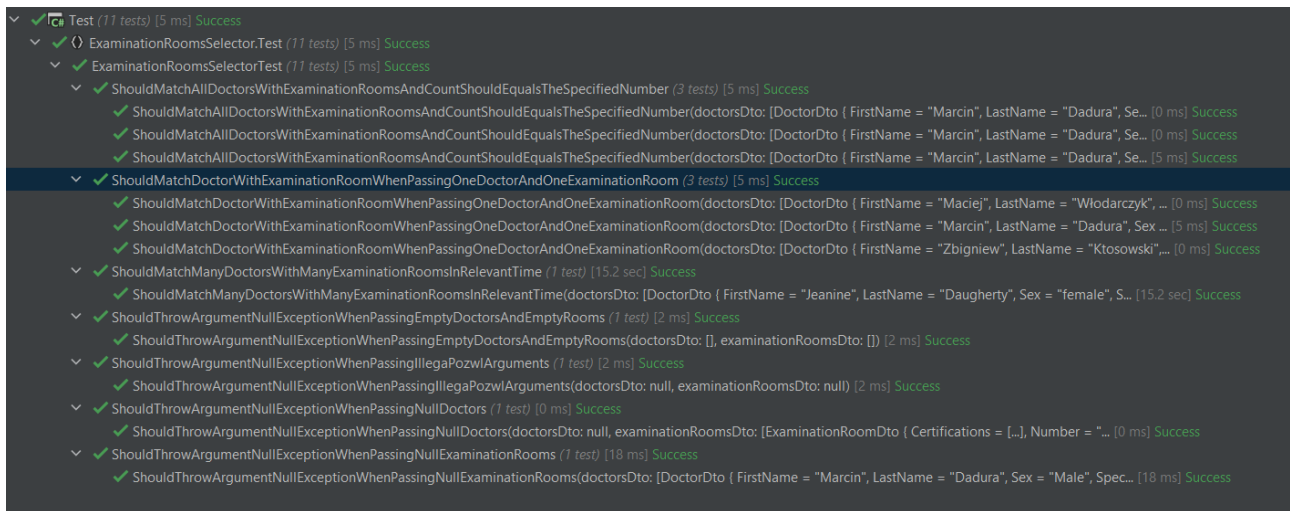 C# Test (11 tests) [5 ms] Success
ExaminationRoomsSelector.Test (11 tests) [5 ms] Success
ExaminationRoomsSelectorTest (11 tests) [5 ms] Success
ShouldMatchAllDoctorsWithExaminationRoomsAndCountShouldEqualsTheSpecifiedNumber (3 tests) [5 ms] Success
ShouldMatchAllDoctorsWithExaminationRoomsAndCountShouldEqualsTheSpecifiedNumber(doctorsDto: [DoctorDto { FirstName = "Marcin", LastName = "Dadura", Se... [0 ms] Success
ShouldMatchAllDoctorsWithExaminationRoomsAndCountShouldEqualsTheSpecifiedNumber(doctorsDto: [DoctorDto { FirstName = "Marcin", LastName = "Dadura", Se... [0 ms] Success
ShouldMatchAllDoctorsWithExaminationRoomsAndCountShouldEqualsTheSpecifiedNumber(doctorsDto: [DoctorDto { FirstName = "Marcin", LastName = "Dadura", Se... [5 ms] Success
ShouldMatchDoctorWithExaminationRoomWhenPassingOneDoctorAndOneExaminationRoom (3 tests) [5 ms] Success
ShouldMatchDoctorWithExaminationRoomWhenPassingOneDoctorAndOneExaminationRoom(doctorsDto: [DoctorDto { FirstName = "Maciej", LastName = "Włodarczyk", ... [0 ms] Success
ShouldMatchDoctorWithExaminationRoomWhenPassingOneDoctorAndOneExaminationRoom(doctorsDto: [DoctorDto { FirstName = "Marcin", LastName = "Dadura", Sex ... [5 ms] Success
ShouldMatchDoctorWithExaminationRoomWhenPassingOneDoctorAndOneExaminationRoom(doctorsDto: [DoctorDto { FirstName = "Zbigniew", LastName = "Ktosowski",... [0 ms] Success
ShouldMatchManyDoctorsWithManyExaminationRoomsInRelevantTime (1 test) [15.2 sec] Success
ShouldMatchManyDoctorsWithManyExaminationRoomsInRelevantTime(doctorsDto: [DoctorDto { FirstName = "Jeanine", LastName = "Daugherty", Sex = "female", S... [15.2 sec] Success
ShouldThrowArgumentNullExceptionWhenPassingEmptyDoctorsAndEmptyRooms (1 test) [2 ms] Success
ShouldThrowArgumentNullExceptionWhenPassingEmptyDoctorsAndEmptyRooms(doctorsDto: [], examinationRoomsDto: []) [2 ms] Success
ShouldThrowArgumentNullExceptionWhenPassingIllegaPozwlArguments (1 test) [2 ms] Success
ShouldThrowArgumentNullExceptionWhenPassingIllegaPozwlArguments(doctorsDto: null, examinationRoomsDto: null) [2 ms] Success
ShouldThrowArgumentNullExceptionWhenPassingNullDoctors (1 test) [0 ms] Success
ShouldThrowArgumentNullExceptionWhenPassingNullDoctors(doctorsDto: null, examinationRoomsDto: [ExaminationRoomDto { Certifications = [...], Number = "... [0 ms] Success
ShouldThrowArgumentNullExceptionWhenPassingNullExaminationRooms (1 test) [18 ms] Success
ShouldThrowArgumentNullExceptionWhenPassingNullExaminationRooms(doctorsDto: [DoctorDto { FirstName = "Marcin", LastName = "Dadura", Sex = "Male", Spec... [18 ms] Success